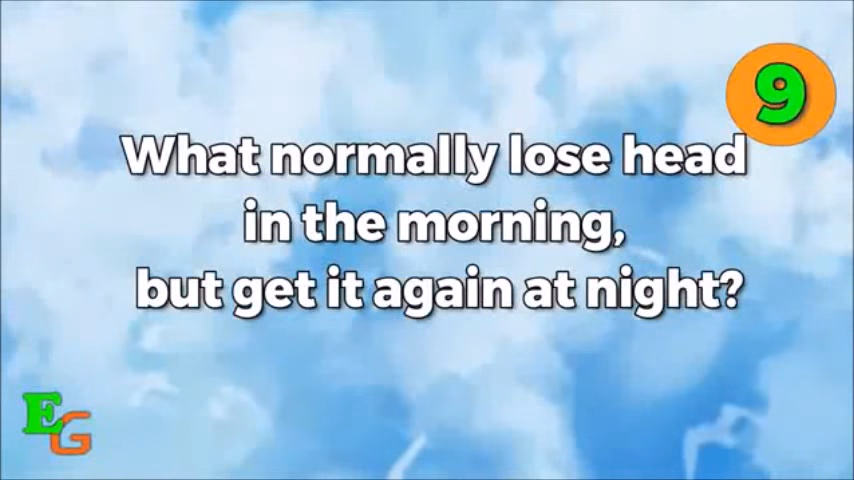 9
What normally lose head
in the morning,
but get it again at night?
EG